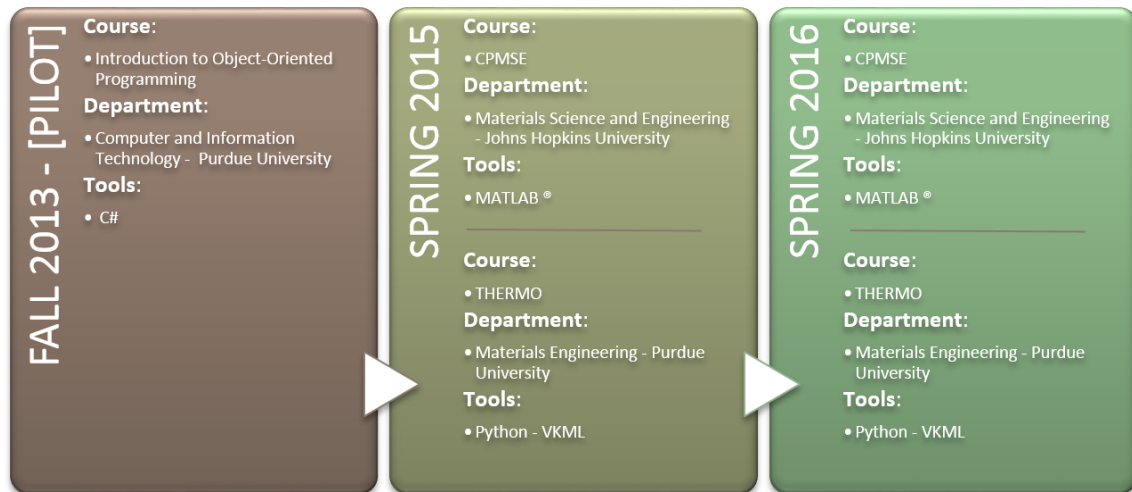 FALL 2013 - [PILOT]
Course:
• Introduction to Object-Oriented
Programming
Department:
• Computer and Information
Technology - Purdue University
Tools:
• C#
SPRING 2015
Course:
• CPMSE
Department:
• Materials Science and Engineering
- Johns Hopkins University
Tools:
• MATLAB ®
Course:
• THERMO
Department:
• Materials Engineering - Purdue
University
Tools:
• Python - VKML
SPRING 2016
Course:
• CPMSE
Department:
• Materials Science and Engineering
- Johns Hopkins University
Tools:
• MATLAB ®
Course:
• THERMO
Department:
• Materials Engineering - Purdue
University
Tools:
• Python - VKML